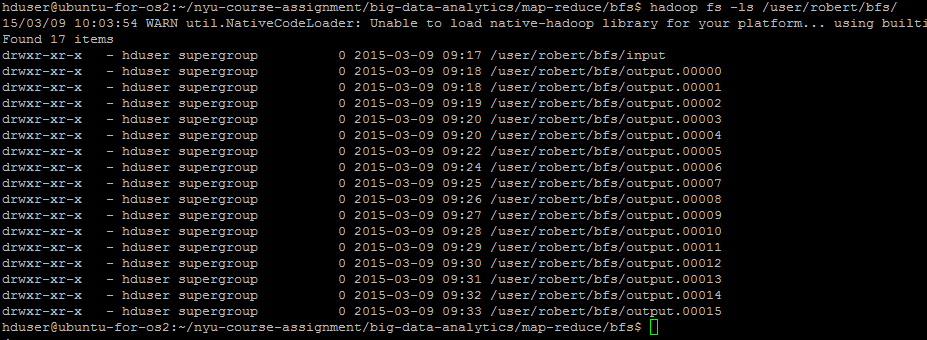 hduser@ubuntu-for-os2:~/nyu-course-assignment/big-data-analytics/map-reduce/bfs$ hadoop fs -ls /user/robert/bfs/
15/03/09 10:03:54 WARN util.NativeCodeLoader: Unable to load native-hadoop library for your platform... using builti
Found 17 items
drwxr-xr-x   - hduser supergroup          0 2015-03-09 09:17 /user/robert/bfs/input
drwxr-xr-x   - hduser supergroup          0 2015-03-09 09:18 /user/robert/bfs/output.00000
drwxr-xr-x   - hduser supergroup          0 2015-03-09 09:18 /user/robert/bfs/output.00001
drwxr-xr-x   - hduser supergroup          0 2015-03-09 09:19 /user/robert/bfs/output.00002
drwxr-xr-x   - hduser supergroup          0 2015-03-09 09:20 /user/robert/bfs/output.00003
drwxr-xr-x   - hduser supergroup          0 2015-03-09 09:20 /user/robert/bfs/output.00004
drwxr-xr-x   - hduser supergroup          0 2015-03-09 09:22 /user/robert/bfs/output.00005
drwxr-xr-x   - hduser supergroup          0 2015-03-09 09:24 /user/robert/bfs/output.00006
drwxr-xr-x   - hduser supergroup          0 2015-03-09 09:25 /user/robert/bfs/output.00007
drwxr-xr-x   - hduser supergroup          0 2015-03-09 09:26 /user/robert/bfs/output.00008
drwxr-xr-x   - hduser supergroup          0 2015-03-09 09:27 /user/robert/bfs/output.00009
drwxr-xr-x   - hduser supergroup          0 2015-03-09 09:28 /user/robert/bfs/output.00010
drwxr-xr-x   - hduser supergroup          0 2015-03-09 09:29 /user/robert/bfs/output.00011
drwxr-xr-x   - hduser supergroup          0 2015-03-09 09:30 /user/robert/bfs/output.00012
drwxr-xr-x   - hduser supergroup          0 2015-03-09 09:31 /user/robert/bfs/output.00013
drwxr-xr-x   - hduser supergroup          0 2015-03-09 09:32 /user/robert/bfs/output.00014
drwxr-xr-x   - hduser supergroup          0 2015-03-09 09:33 /user/robert/bfs/output.00015
hduser@ubuntu-for-os2:~/nyu-course-assignment/big-data-analytics/map-reduce/bfs$